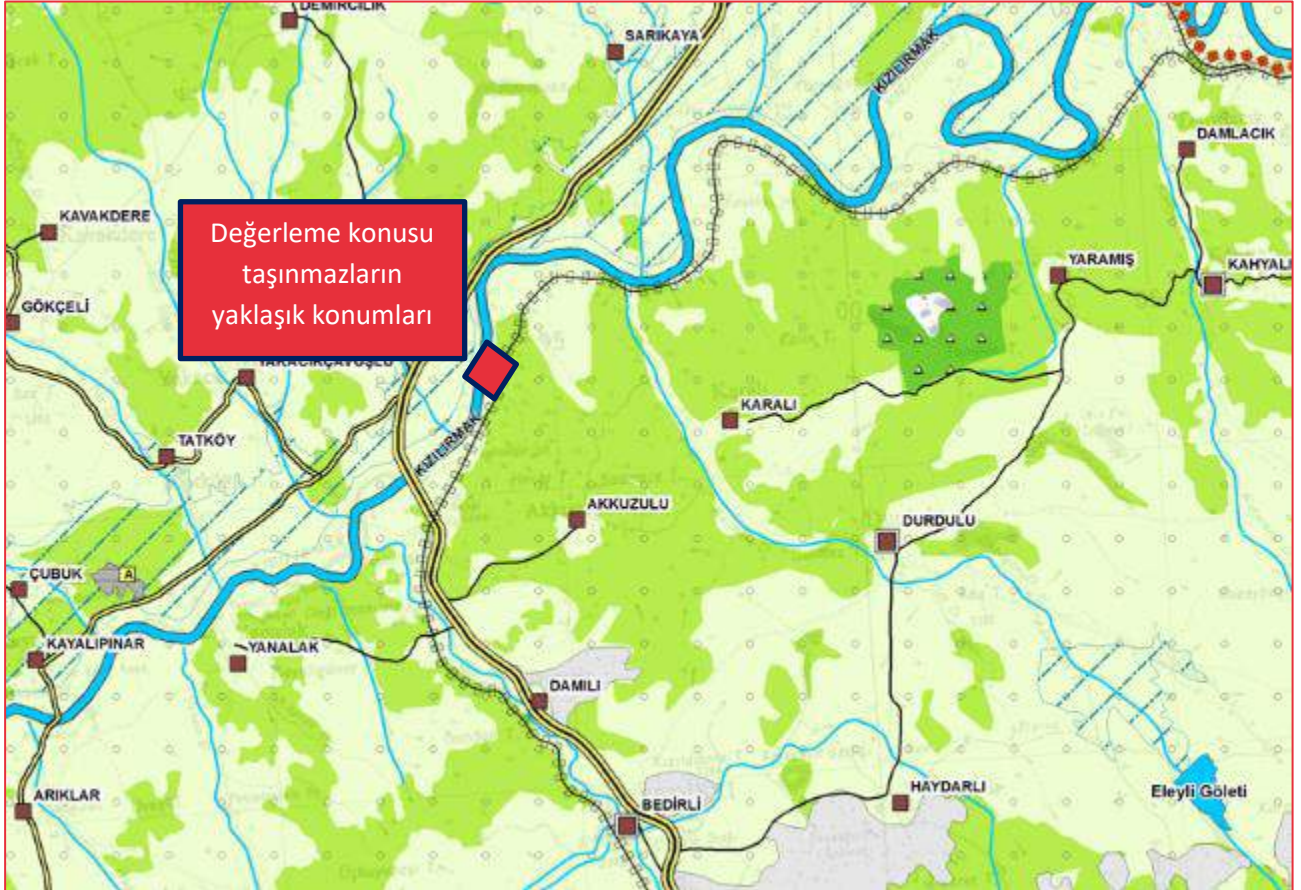 DEMİRCİLİK
SARIKAYA
KIZILIRMAK
DAMLACIK
KAVAKDERE
Değerleme konusu
taşınmazların
yaklaşık konumları
YARAMIŞ
KAHYALI
GÖKÇELİ
KARALI
TATKÖY
KIZILIRMAK
AKKUZULU
DURDULU
ÇUBUK
A
KAYALIPINAR
YANALAK
DAMILI
ARIKLAR
BEDİRLİ
HAYDARLI
Eleyli Göleti